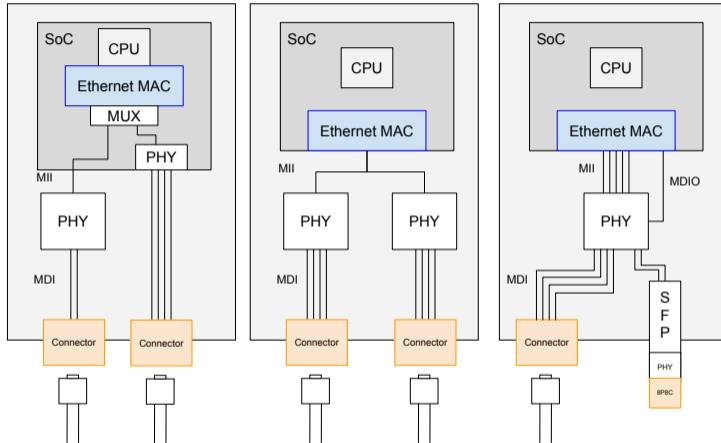 SoC
CPU
Ethernet MAC
MUX
PHY
MII
PHY
MDI
Connector
Connector
SoC
CPU
Ethernet MAC
MII
PHY
PHY
MDI
Connector
Connector
SoC
CPU
Ethernet MAC
MII
MDIO
PHY
MDI
S
F
P
Connector
PHY
8P8C